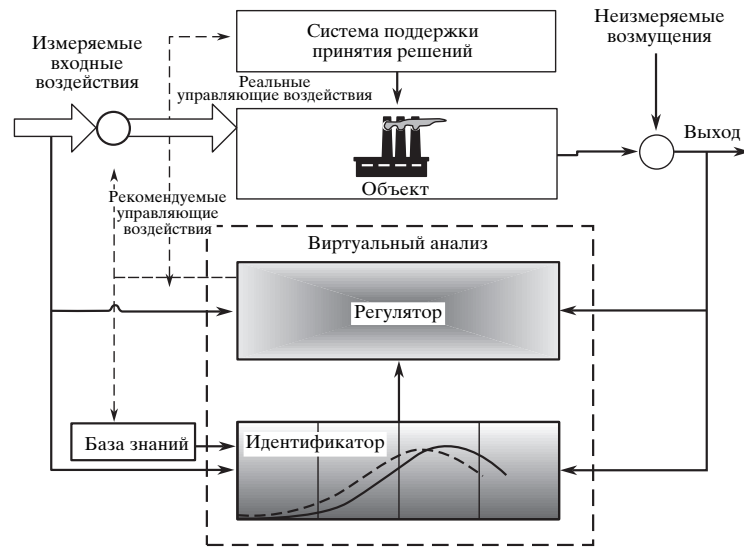 Измеряемые
входные
воздействия
Система поддержки
принятия решений
Неизмеряемые
возмущения
Реальные
управляющие воздействия
Выход
Объект
Рекомендуемые
управляющие
воздействия
Виртуальный анализ
Регулятор
База знаний
Идентификатор